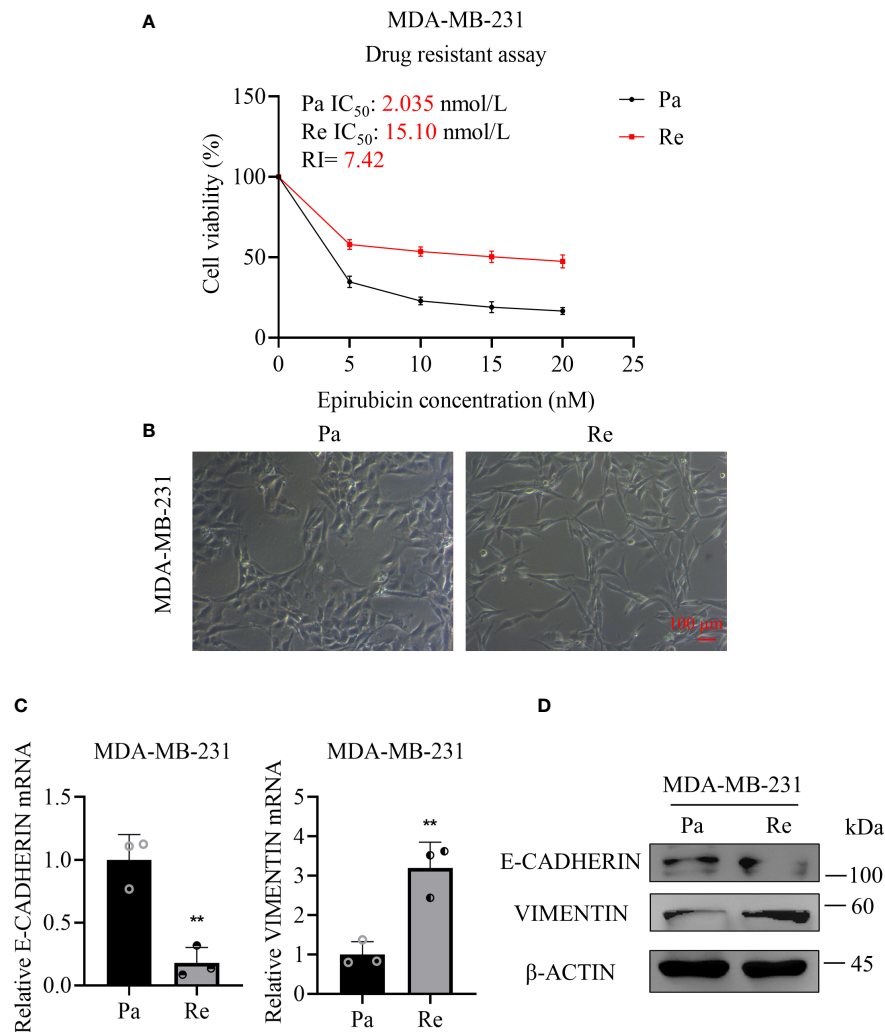 A
MDA-MB-231
Drug resistant assay
Cell viability (%)
150
100
50
0
Pa IC50: 2.035 nmol/L
Re IC50: 15.10 nmol/L
RI= 7.42
Pa
Re
0 5 10 15 20 25
Epirubicin concentration (nM)
B
Pa Re
MDA-MB-231
100 μm
C
MDA-MB-231
Relative E-CADHERIN mRNA
1.5
1.0
0.5
0.0
**
Pa Re
MDA-MB-231
Relative VIMENTIN mRNA
5
4
3
2
1
0
**
Pa Re
D
MDA-MB-231
Pa Re kDa
E-CADHERIN
100
VIMENTIN
60
β-ACTIN
45